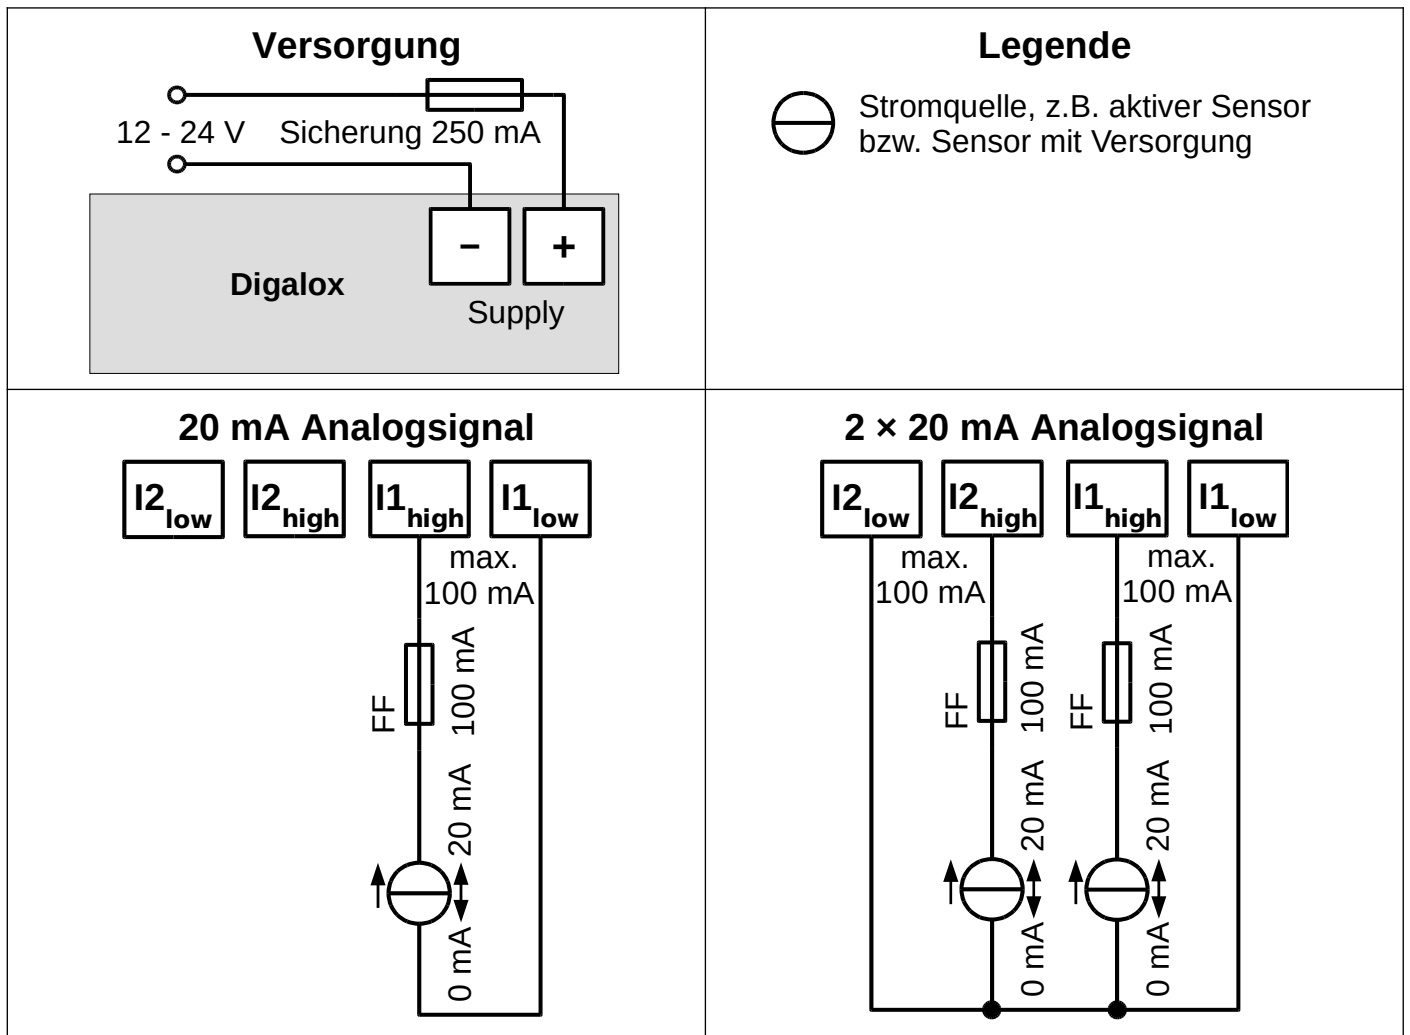 Versorgung
12 - 24 V Sicherung 250 mA
− +
Digalox
Supply
Legende
Stromquelle, z.B. aktiver Sensor
bzw. Sensor mit Versorgung
20 mA Analogsignal
I2low I2high I1high I1low
max.
100 mA
FF
100 mA
20 mA
0 mA
2 × 20 mA Analogsignal
I2low I2high I1high I1low
max. max.
100 mA 100 mA
FF 100 mA FF 100 mA
20 mA 20 mA
0 mA 0 mA